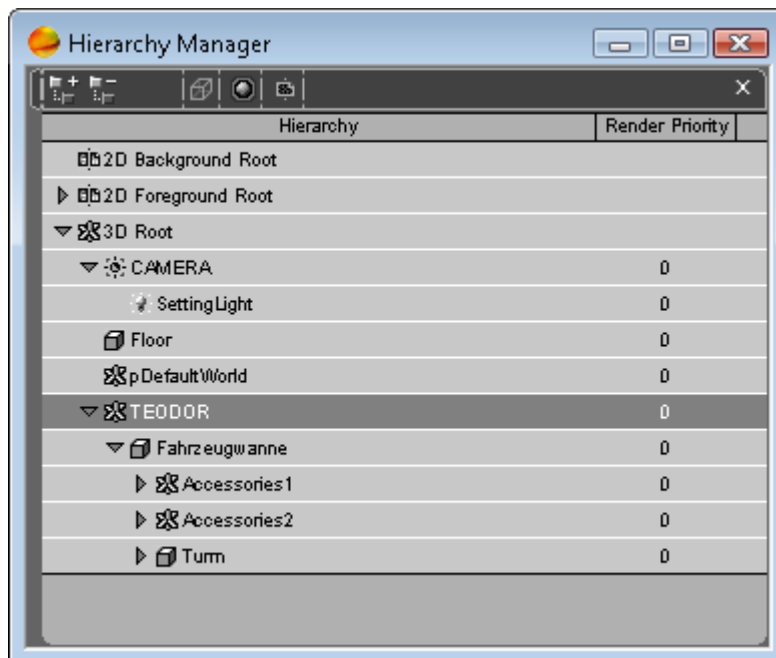 Hierarchy Manager
Hierarchy Render Priority
2D Background Root
2D Foreground Root
3D Root
CAMERA 0
SettingLight 0
Floor 0
pDefaultWorld 0
TEODOR 0
Fahrzeugwanne 0
Accessories1 0
Accessories2 0
Turm 0